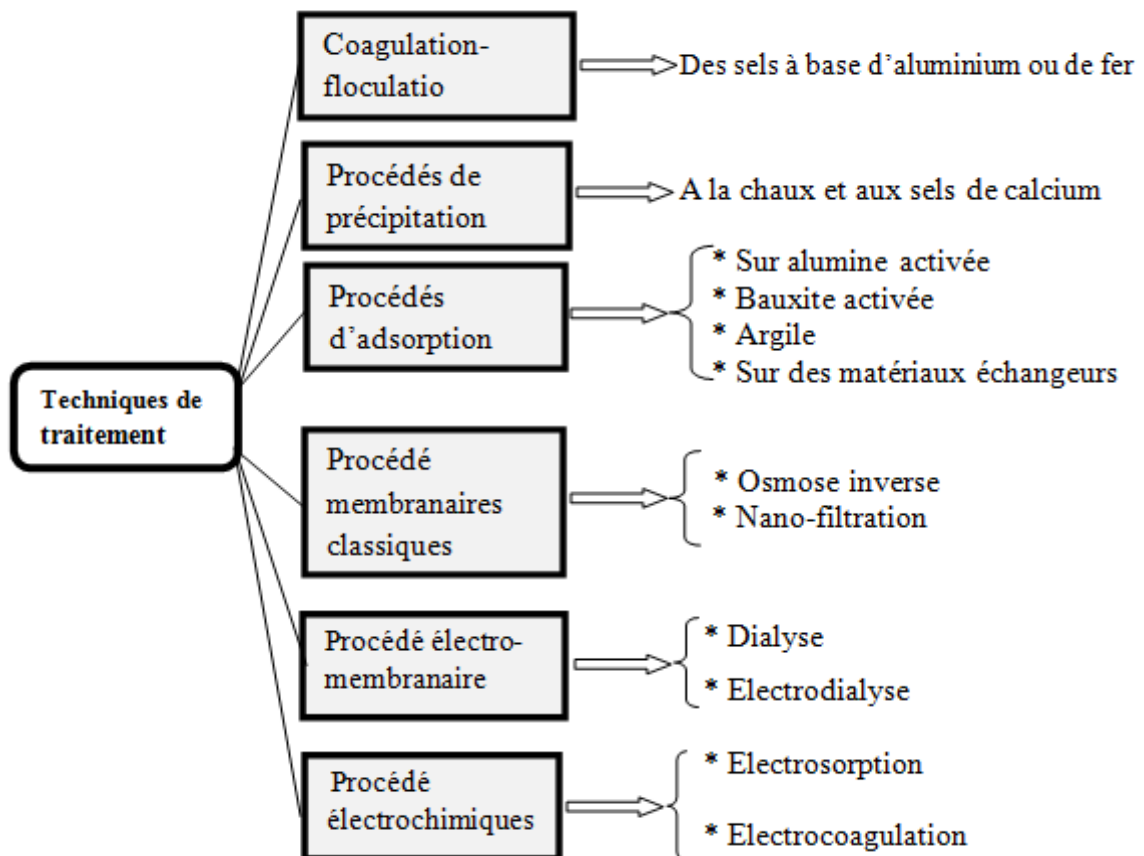 Coagulation-
floculatio
Des sels à base d’aluminium ou de fer
Procédés de
précipitation
A la chaux et aux sels de calcium
Procédés
d’adsorption
* Sur alumine activée
* Bauxite activée
* Argile
* Sur des matériaux échangeurs
Techniques de
traitement
Procédé
membranaires
classiques
* Osmose inverse
* Nano-filtration
Procédé électro-
membranaire
* Dialyse
* Electrodialyse
Procédé
électrochimiques
* Electrosorption
* Electrocoagulation